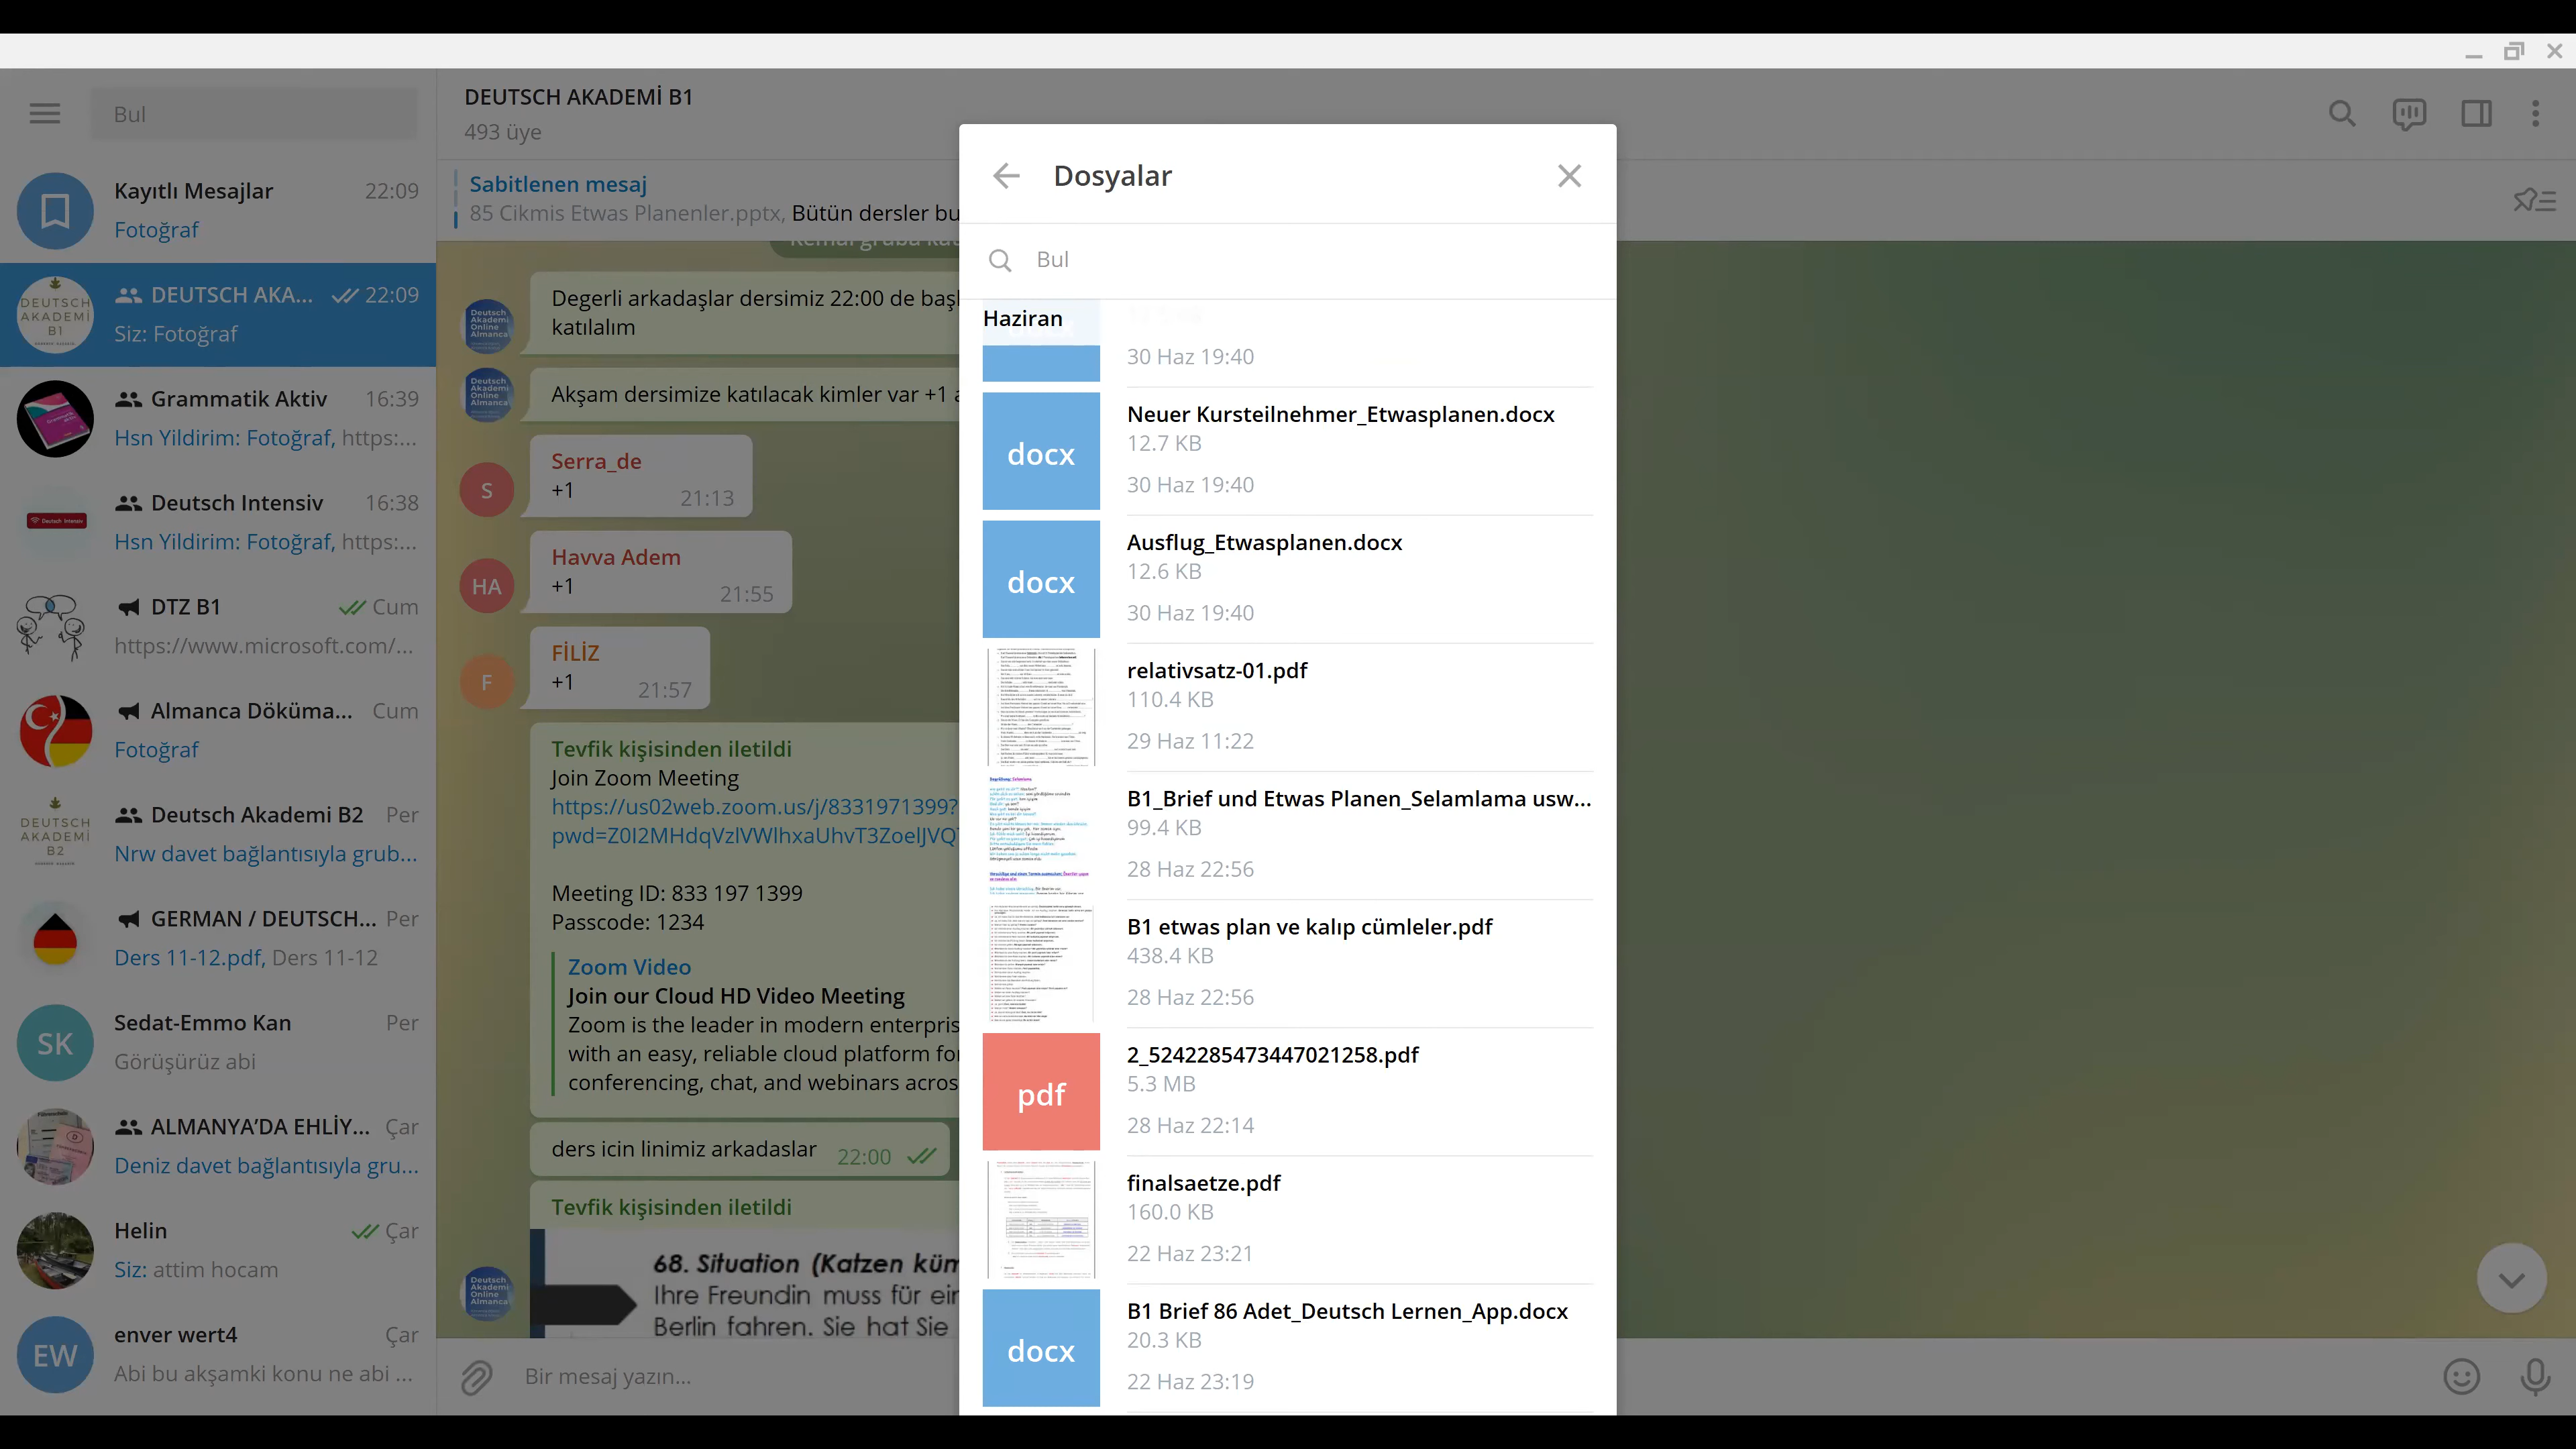 Bul
Kayıtlı Mesajlar 22:09
Fotoğraf
DEUTSCH AKA... 22:09
Siz: Fotoğraf
Grammatik Aktiv 16:39
Hsn Yildirim: Fotoğraf, https:...
Deutsch Intensiv 16:38
Hsn Yildirim: Fotoğraf, https:...
DTZ B1 Cum
https://www.microsoft.com/...
Almanca Döküma... Cum
Fotoğraf
Deutsch Akademi B2 Per
Nrw davet bağlantısıyla grub...
GERMAN / DEUTSCH... Per
Ders 11-12.pdf, Ders 11-12
SK
Sedat-Emmo Kan Per
Görüşürüz abi
ALMANYA'DA EHLİY... Çar
Deniz davet bağlantısıyla gru...
Helin Çar
Siz: attim hocam
EW
enver wert4 Çar
Abi bu akşamki konu ne abi ...
DEUTSCH AKADEMİ B1
493 üye
Sabitlenen mesaj
85 Cikmis Etwas Planenler.pptx, Bütün dersler bu
Degerli arkadaşlar dersimiz 22:00 de başl
katılalım
Akşam dersimize katılacak kimler var +1 a
S
Serra_de
+1 21:13
HA
Havva Adem
+1 21:55
F
FİLİZ
+1 21:57
Tevfik kişisinden iletildi
Join Zoom Meeting
https://us02web.zoom.us/j/8331971399?
Meeting ID: 833 197 1399
Passcode: 1234
Zoom Video
Join our Cloud HD Video Meeting
Zoom is the leader in modern enterpris
with an easy, reliable cloud platform fo
conferencing, chat, and webinars acros
ders icin linimiz arkadaslar 22:00
Tevfik kişisinden iletildi
68. Situation (Katzen küm
Ihre Freundin muss für ein
Berlin fahren. Sie hat Sie
Bir mesaj yazın...
Dosyalar
Bul
Haziran
30 Haz 19:40
docx
Neuer Kursteilnehmer_Etwasplanen.docx
12.7 KB
30 Haz 19:40
docx
Ausflug_Etwasplanen.docx
12.6 KB
30 Haz 19:40
relativsatz-01.pdf
110.4 KB
29 Haz 11:22
B1_Brief und Etwas Planen_Selamlama usw...
99.4 KB
28 Haz 22:56
B1 etwas plan ve kalıp cümleler.pdf
438.4 KB
28 Haz 22:56
pdf
2_5242285473447021258.pdf
5.3 MB
28 Haz 22:14
finalsaetze.pdf
160.0 KB
22 Haz 23:21
docx
B1 Brief 86 Adet_Deutsch Lernen_App.docx
20.3 KB
22 Haz 23:19